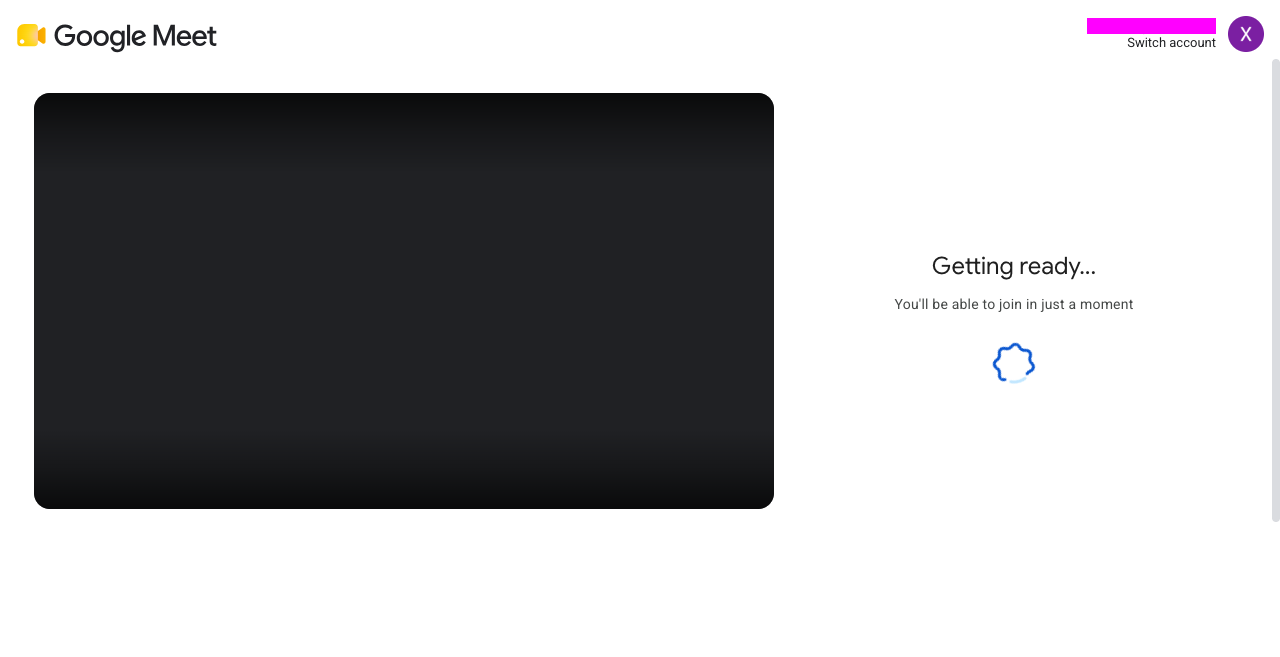 Google Meet
Switch account
X
Getting ready...
You'll be able to join in just a moment